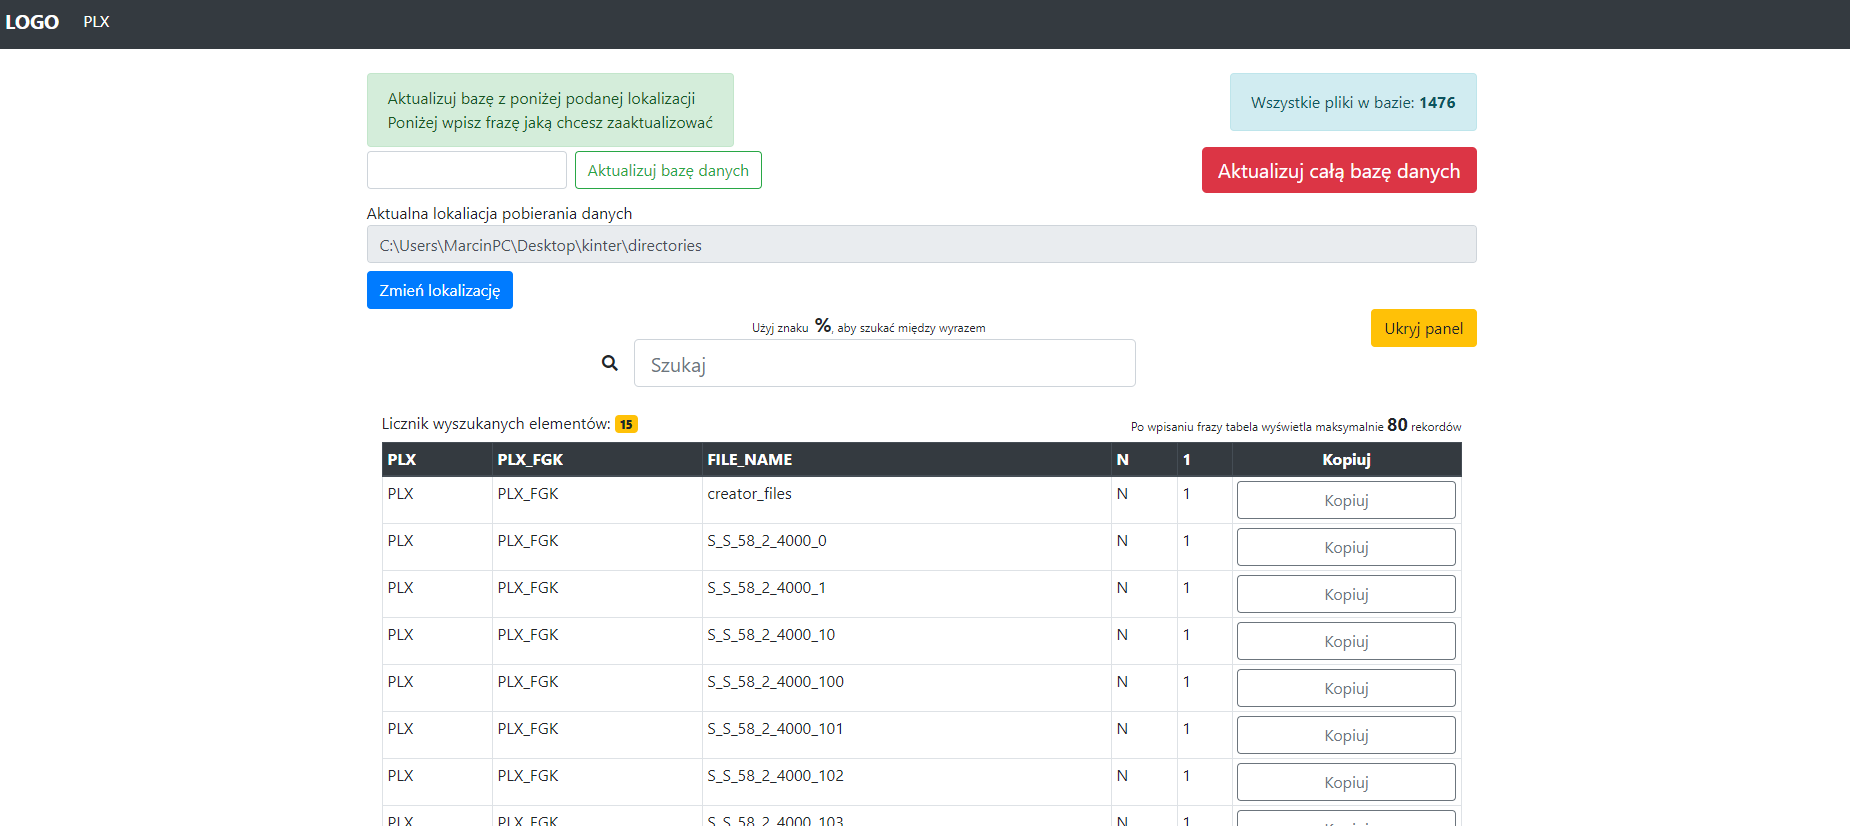 LOGO PLX
Aktualizuj bazę z poniżej podanej lokalizacji
Poniżej wpisz frazę jaką chcesz zaaktualizować
Wszystkie pliki w bazie: 1476
Aktualizuj bazę danych
Aktualizuj całą bazę danych
Aktualna lokaliacja pobierania danych
C:\Users\MarcinPC\Desktop\kinter\directories
Zmień lokalizację
Użyj znaku %, aby szukać między wyrazem
Ukryj panel
Szukaj
Licznik wyszukanych elementów: 15
Po wpisaniu frazy tabela wyświetla maksymalnie 80 rekordów
PLX PLX_FGK FILE_NAME N 1 Kopiuj
PLX PLX_FGK creator_files N 1 Kopiuj
PLX PLX_FGK S_S_58_2_4000_0 N 1 Kopiuj
PLX PLX_FGK S_S_58_2_4000_1 N 1 Kopiuj
PLX PLX_FGK S_S_58_2_4000_10 N 1 Kopiuj
PLX PLX_FGK S_S_58_2_4000_100 N 1 Kopiuj
PLX PLX_FGK S_S_58_2_4000_101 N 1 Kopiuj
PLX PLX_FGK S_S_58_2_4000_102 N 1 Kopiuj
PLX PLX_FGK S_S_58_2_4000_103 N 1 Kopiuj